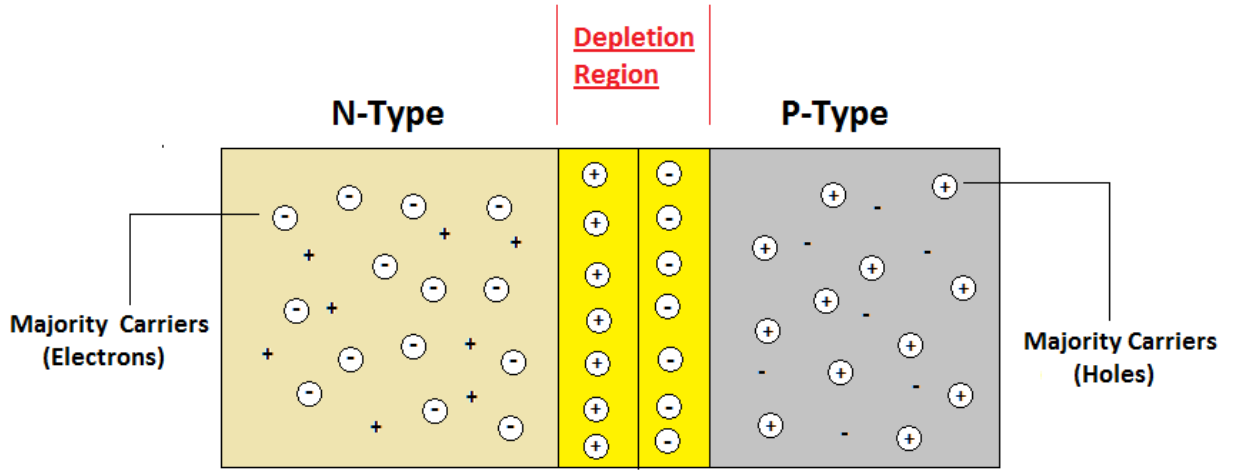 Depletion
Region
N-Type
P-Type
Majority Carriers
(Electrons)
Majority Carriers
(Holes)